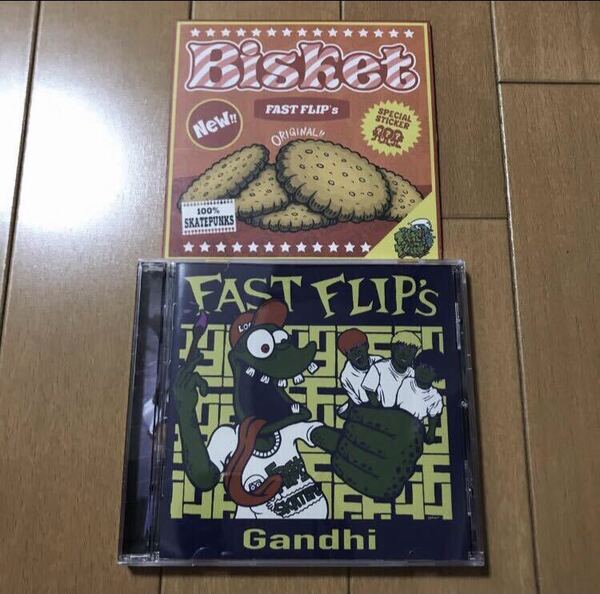 Bisket
FAST FLIP's
New!!
ORIGINAL!!
SPECIAL
STICKER
100%
SKATEPUNKS
FAST FLIP's
Gandhi